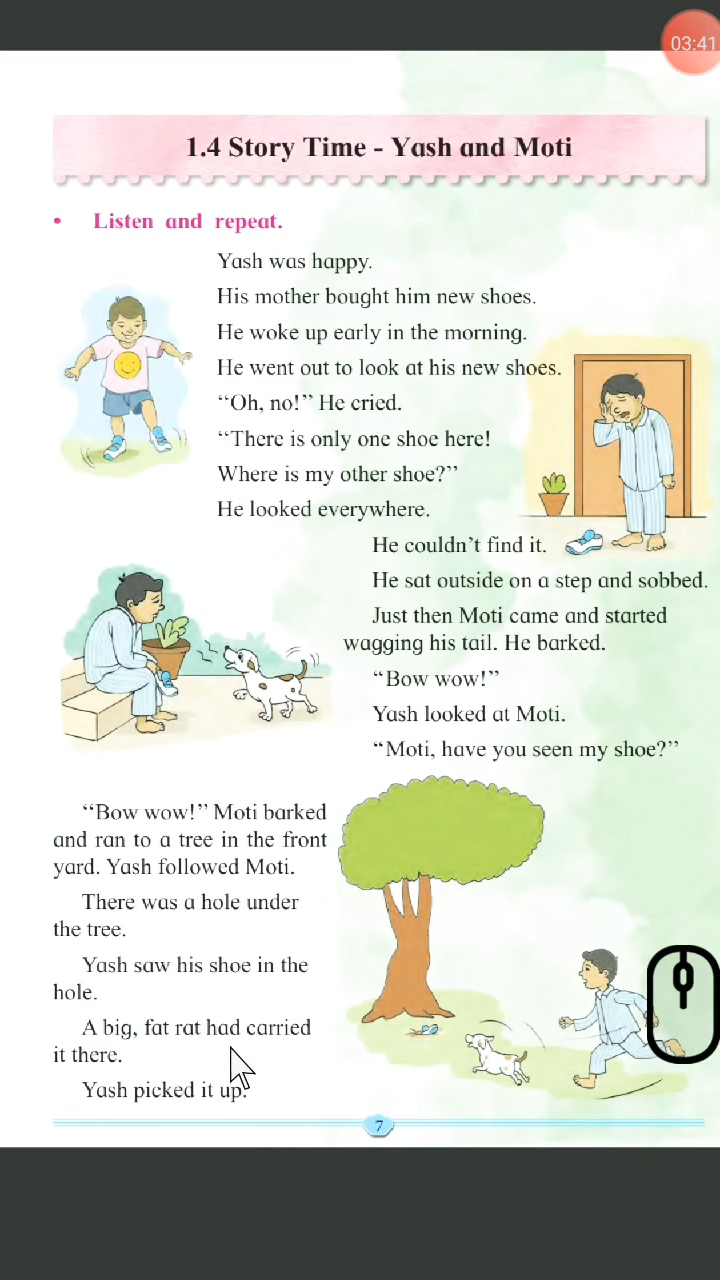 03:41
1.4 Story Time - Yash and Moti
• Listen and repeat.
Yash was happy.
His mother bought him new shoes.
He woke up early in the morning.
He went out to look at his new shoes.
“Oh, no!” He cried.
“There is only one shoe here!
Where is my other shoe?”
He looked everywhere.
He couldn’t find it.
He sat outside on a step and sobbed.
Just then Moti came and started
wagging his tail. He barked.
“Bow wow!”
Yash looked at Moti.
“Moti, have you seen my shoe?”
“Bow wow!” Moti barked
and ran to a tree in the front
yard. Yash followed Moti.
There was a hole under
the tree.
Yash saw his shoe in the
hole.
A big, fat rat had carried
it there.
Yash picked it up.
7